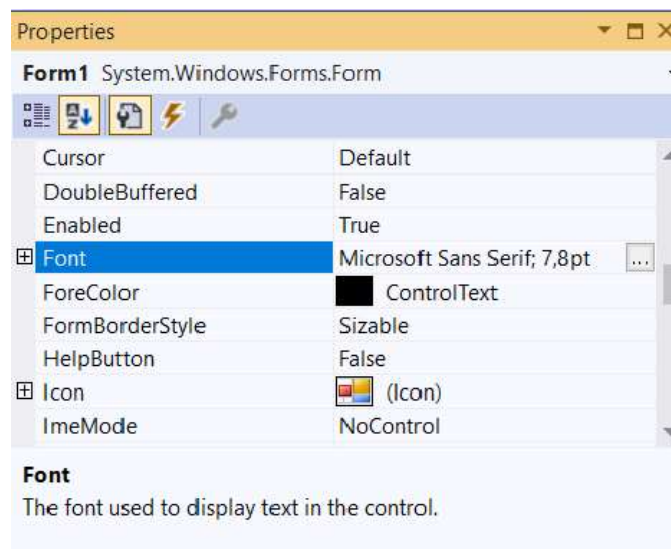 Properties
Form1 System.Windows.Forms.Form
Cursor Default
DoubleBuffered False
Enabled True
Font Microsoft Sans Serif; 7,8pt ...
ForeColor ControlText
FormBorderStyle Sizable
HelpButton False
Icon (Icon)
ImeMode NoControl
Font
The font used to display text in the control.